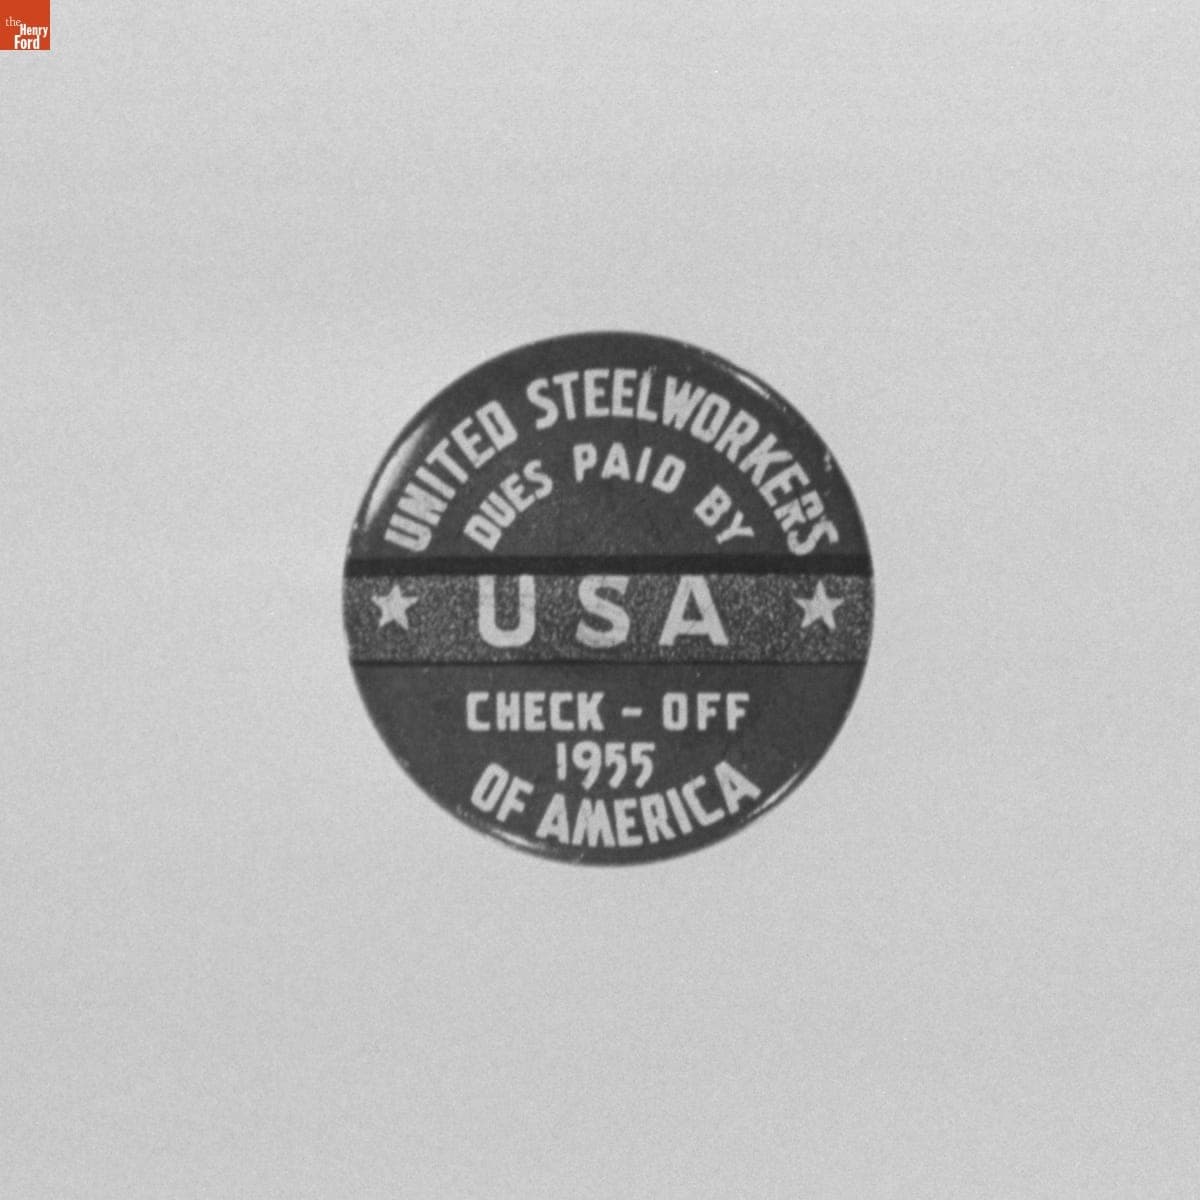 the
Henry
Ford
UNITED STEELWORKERS
DUES PAID BY
USA
CHECK - OFF
1955
OF AMERICA